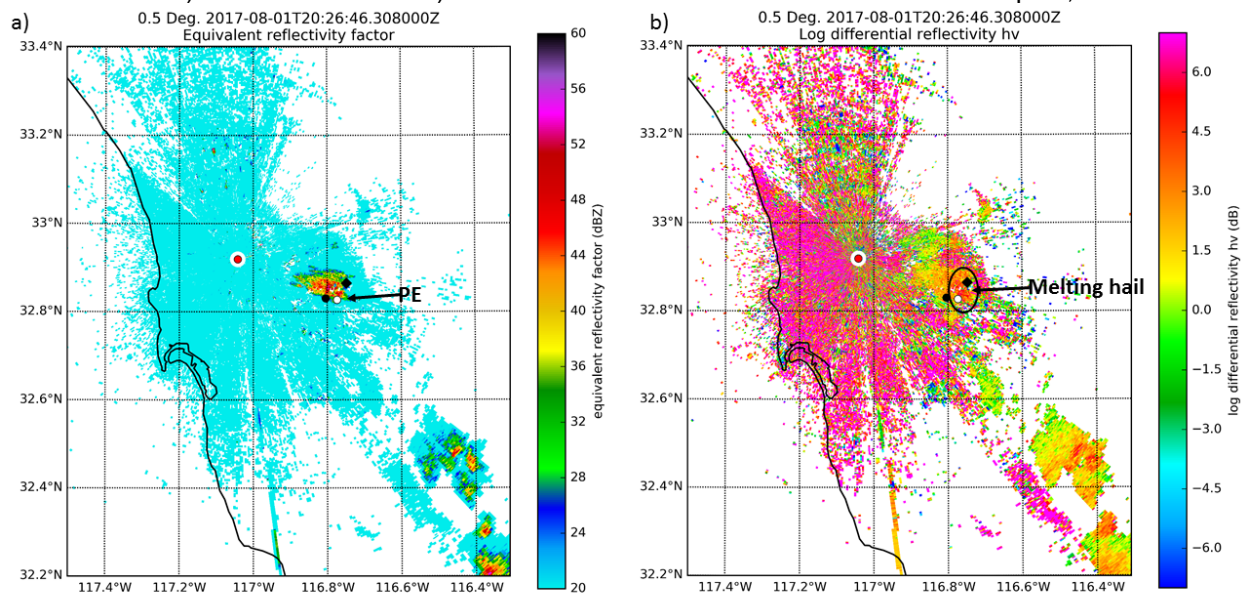 a)
0.5 Deg. 2017-08-01T20:26:46.308000Z
Equivalent reflectivity factor
33.4°N
33.2°N
33°N
32.8°N
32.6°N
32.4°N
32.2°N
117.4°W
117.2°W
117°W
116.8°W
116.6°W
116.4°W
PE
60
56
52
48
44
40
36
32
28
24
20
equivalent reflectivity factor (dBZ)
b)
0.5 Deg. 2017-08-01T20:26:46.308000Z
Log differential reflectivity hv
33.4°N
33.2°N
33°N
32.8°N
32.6°N
32.4°N
32.2°N
117.4°W
117.2°W
117°W
116.8°W
116.6°W
116.4°W
Melting hail
6.0
4.5
3.0
1.5
0.0
−1.5
−3.0
−4.5
−6.0
log differential reflectivity hv (dB)